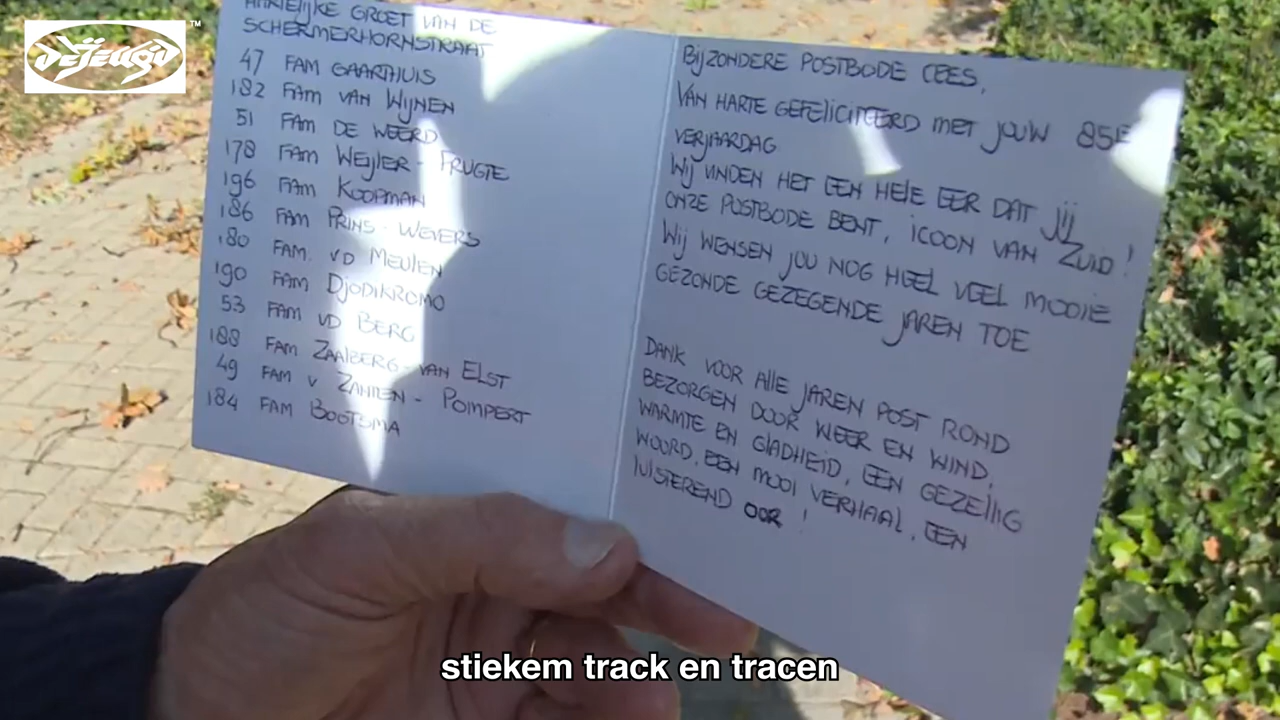 DEJEUGD
TM
HARTELIJKE GROET VAN DE
SCHERMERHORNSTRAAT
47 FAM GAARTHUIS
182 FAM VAN WIJNEN
51 FAM DE WEERD
178 FAM WEIJLER - FRUGTE
196 FAM KOOPMAN
186 FAM PRINS - WEVERS
180 FAM. VD MEULEN
190 FAM DJODIKROMO
53 FAM VD BERG
188 FAM ZAALBERG - VAN ELST
49 FAM V ZANTEN - POMPERT
184 FAM BOOTSMA
BIJZONDERE POSTBODE CEES,
VAN HARTE GEFELICITEERD MET JOUW 85E
VERJAARDAG
WIJ VINDEN HET EEN HELE EER DAT JIJ
ONZE POSTBODE BENT, ICOON VAN ZUID!
WIJ WENSEN JOU NOG HEEL VEEL MOOIE
GEZONDE GEZEGENDE JAREN TOE
DANK VOOR ALLE JAREN POST ROND
BEZORGEN DOOR WEER EN WIND,
WARMTE EN GLADHEID, EEN GEZELLIG
WOORD, EEN MOOI VERHAAL, EEN
LUISTEREND OOR !
stiekem track en tracen